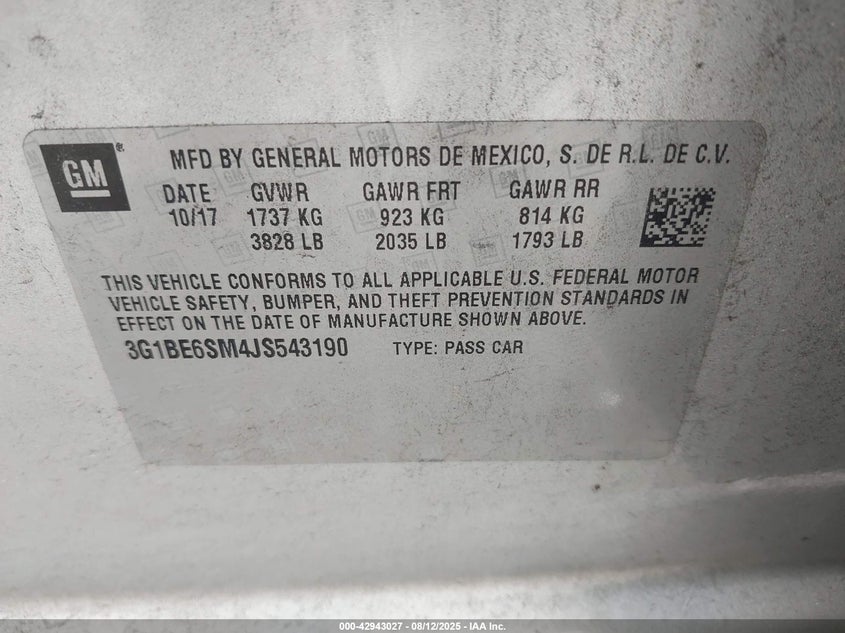 GM
MFD BY GENERAL MOTORS DE MEXICO, S. DE R.L. DE C.V.
DATE GVWR GAWR FRT GAWR RR
10/17 1737 KG 923 KG 814 KG
3828 LB 2035 LB 1793 LB
THIS VEHICLE CONFORMS TO ALL APPLICABLE U.S. FEDERAL MOTOR
VEHICLE SAFETY, BUMPER, AND THEFT PREVENTION STANDARDS IN
EFFECT ON THE DATE OF MANUFACTURE SHOWN ABOVE.
3G1BE6SM4JS543190 TYPE: PASS CAR
000-42943027 - 08/12/2025 - IAA Inc.